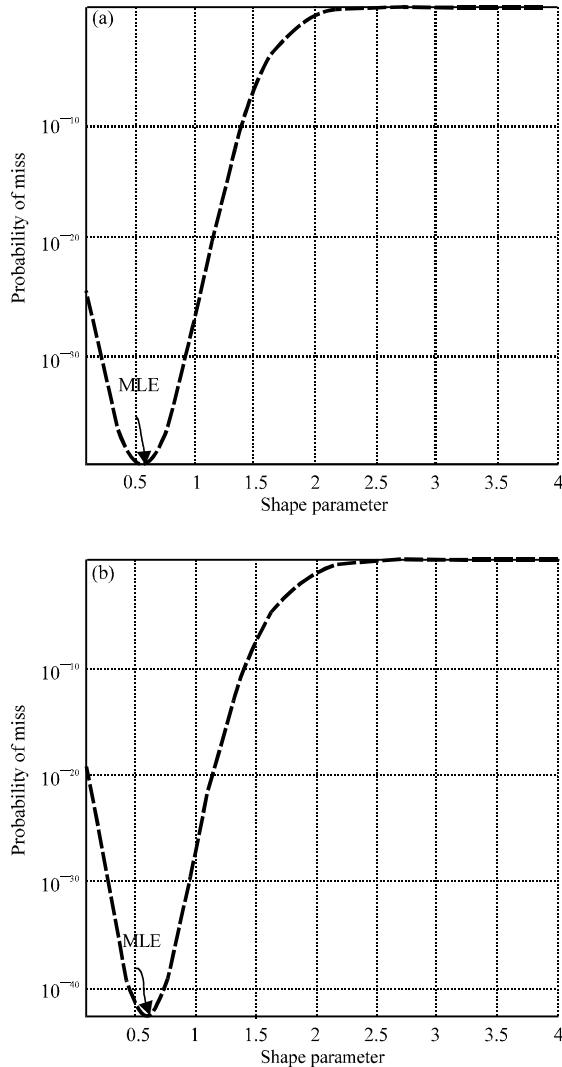 (a)
Probability of miss
10⁻¹⁰
10⁻²⁰
10⁻³⁰
MLE
0.5 1 1.5 2 2.5 3 3.5 4
Shape parameter
(b)
Probability of miss
10⁻¹⁰
10⁻²⁰
10⁻³⁰
10⁻⁴⁰
MLE
0.5 1 1.5 2 2.5 3 3.5 4
Shape parameter